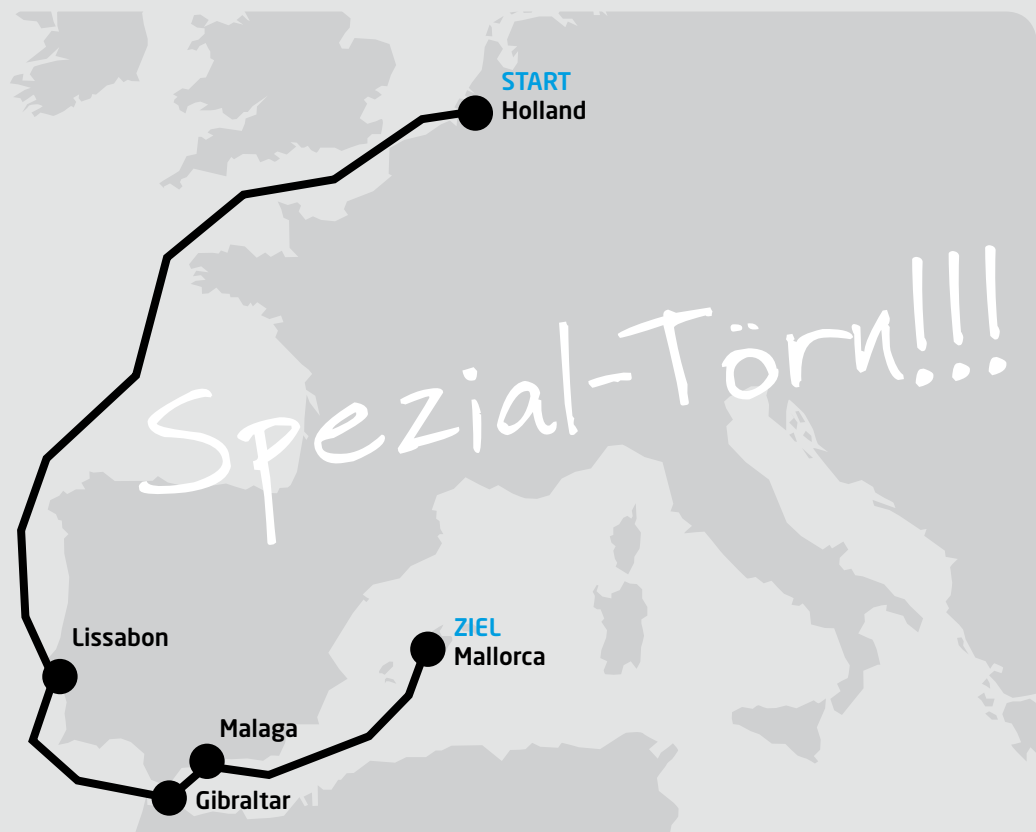 START
Holland
Spezial-Törn!!!
Lissabon
ZIEL
Mallorca
Malaga
Gibraltar